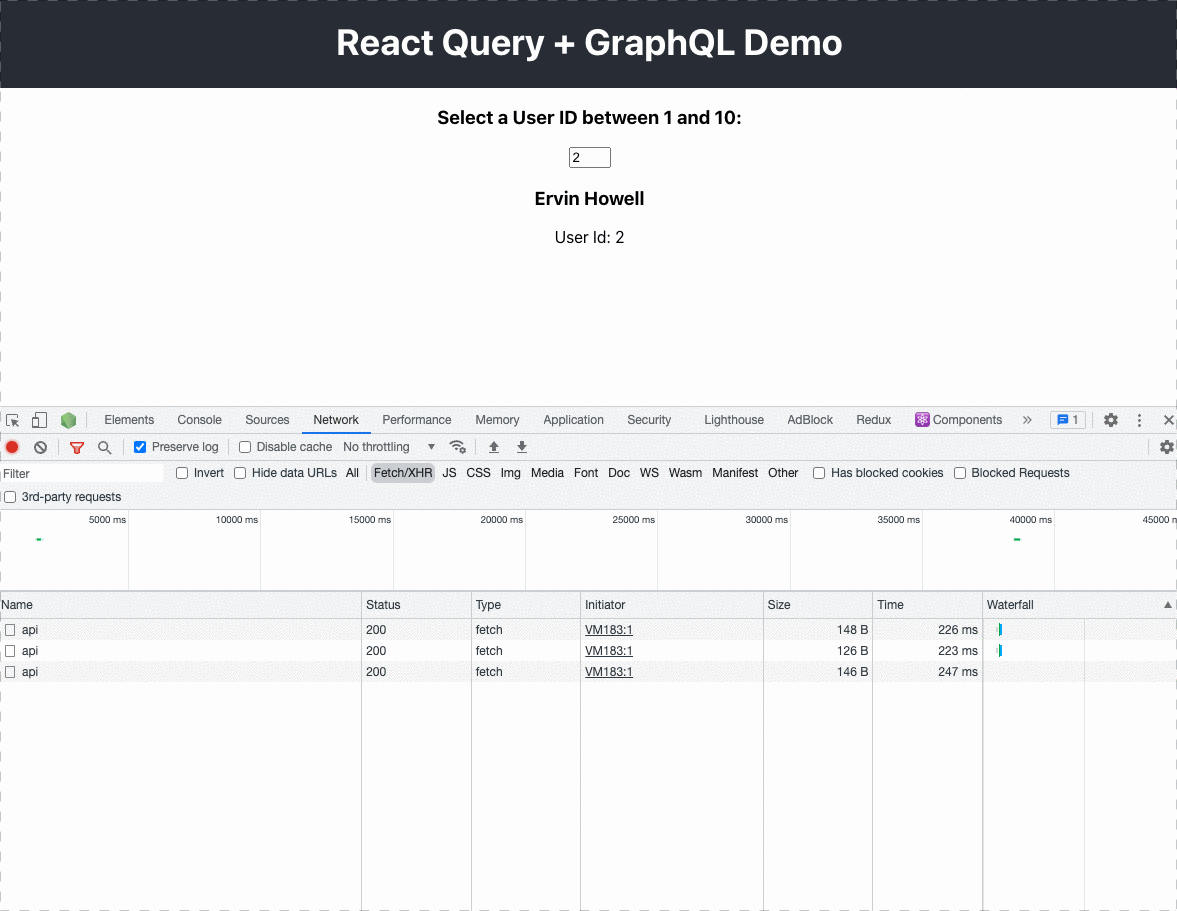 React Query + GraphQL Demo
Select a User ID between 1 and 10:
2
Ervin Howell
User Id: 2
Elements Console Sources Network Performance Memory Application Security Lighthouse AdBlock Redux Components » 1
Preserve log Disable cache No throttling
Filter Invert Hide data URLs All Fetch/XHR JS CSS Img Media Font Doc WS Wasm Manifest Other Has blocked cookies Blocked Requests
3rd-party requests
5000 ms 10000 ms 15000 ms 20000 ms 25000 ms 30000 ms 35000 ms 40000 ms 45000 m
Name Status Type Initiator Size Time Waterfall
api 200 fetch VM183:1 148 B 226 ms
api 200 fetch VM183:1 126 B 223 ms
api 200 fetch VM183:1 146 B 247 ms